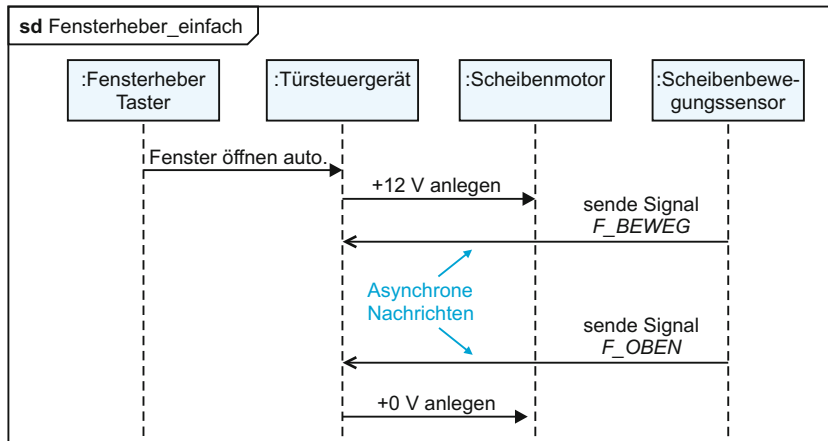 sd Fensterheber_einfach
:Fensterheber
Taster
:Türsteuergerät
:Scheibenmotor
:Scheibenbewe-
gungssensor
Fenster öffnen auto.
+12 V anlegen
sende Signal
F_BEWEG
Asynchrone
Nachrichten
sende Signal
F_OBEN
+0 V anlegen